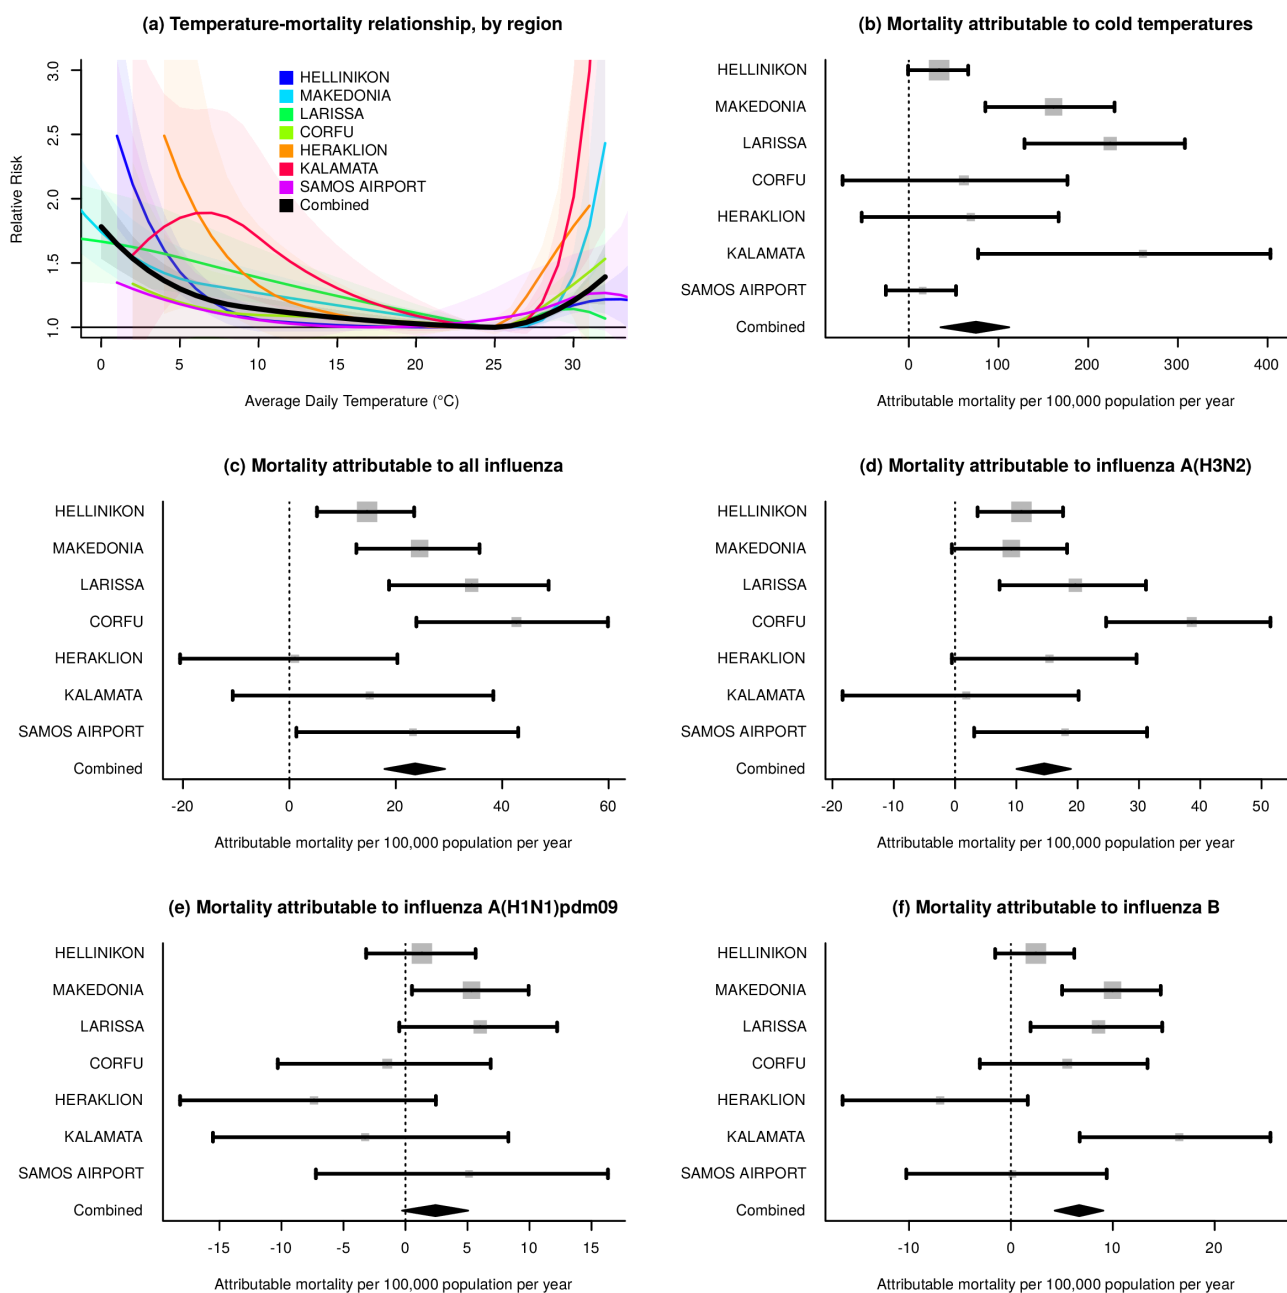 (a) Temperature-mortality relationship, by region
Relative Risk
3.0
2.5
2.0
1.5
1.0
HELLINIKON
MAKEDONIA
LARISSA
CORFU
HERAKLION
KALAMATA
SAMOS AIRPORT
Combined
0 5 10 15 20 25 30
Average Daily Temperature (°C)
(b) Mortality attributable to cold temperatures
HELLINIKON
MAKEDONIA
LARISSA
CORFU
HERAKLION
KALAMATA
SAMOS AIRPORT
Combined
0 100 200 300 400
Attributable mortality per 100,000 population per year
(c) Mortality attributable to all influenza
HELLINIKON
MAKEDONIA
LARISSA
CORFU
HERAKLION
KALAMATA
SAMOS AIRPORT
Combined
-20 0 20 40 60
Attributable mortality per 100,000 population per year
(d) Mortality attributable to influenza A(H3N2)
HELLINIKON
MAKEDONIA
LARISSA
CORFU
HERAKLION
KALAMATA
SAMOS AIRPORT
Combined
-20 -10 0 10 20 30 40 50
Attributable mortality per 100,000 population per year
(e) Mortality attributable to influenza A(H1N1)pdm09
HELLINIKON
MAKEDONIA
LARISSA
CORFU
HERAKLION
KALAMATA
SAMOS AIRPORT
Combined
-15 -10 -5 0 5 10 15
Attributable mortality per 100,000 population per year
(f) Mortality attributable to influenza B
HELLINIKON
MAKEDONIA
LARISSA
CORFU
HERAKLION
KALAMATA
SAMOS AIRPORT
Combined
-10 0 10 20
Attributable mortality per 100,000 population per year